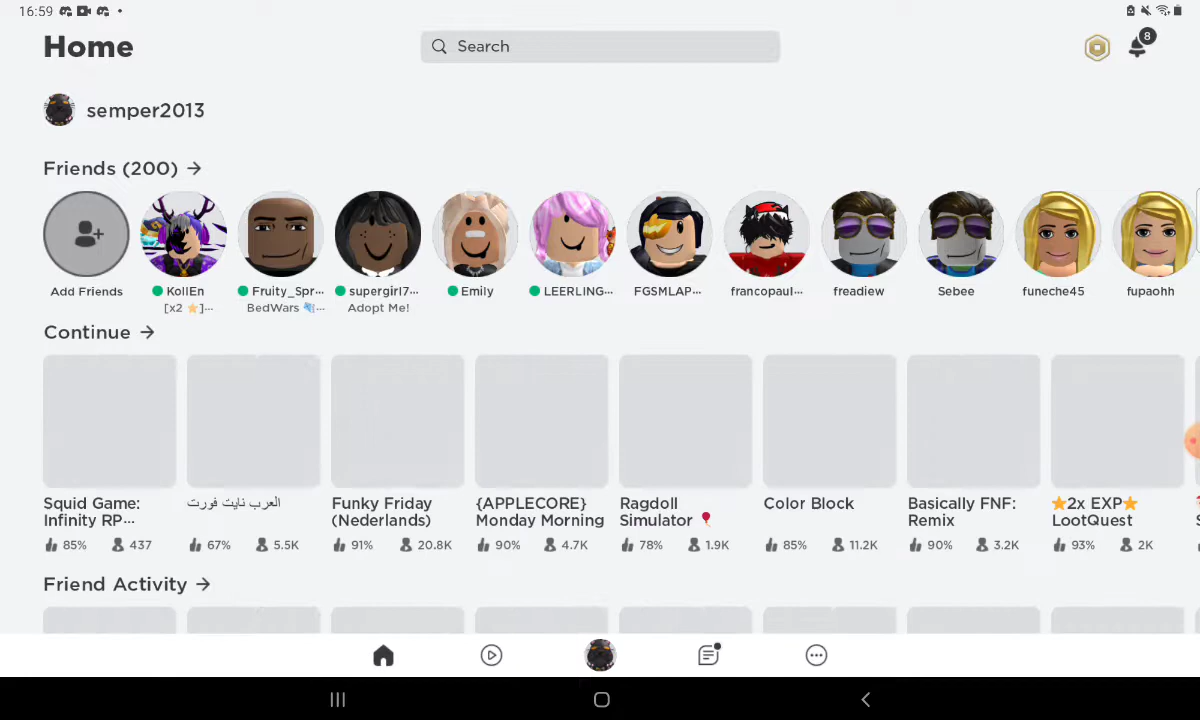 16:59
Home
Search
8
semper2013
Friends (200)
Add Friends
KollEn
[x2 ⭐]...
Fruity_Spr...
BedWars 💨...
supergirl7...
Adopt Me!
Emily
LEERLING...
FGSMLAP...
francopaul...
freadiew
Sebee
funeche45
fupaohh
Continue
Squid Game:
Infinity RP...
85% 437
العرب نايت فورت
67% 5.5K
Funky Friday
(Nederlands)
91% 20.8K
{APPLECORE}
Monday Morning
90% 4.7K
Ragdoll
Simulator 🎈
78% 1.9K
Color Block
85% 11.2K
Basically FNF:
Remix
90% 3.2K
⭐2x EXP⭐
LootQuest
93% 2K
Friend Activity